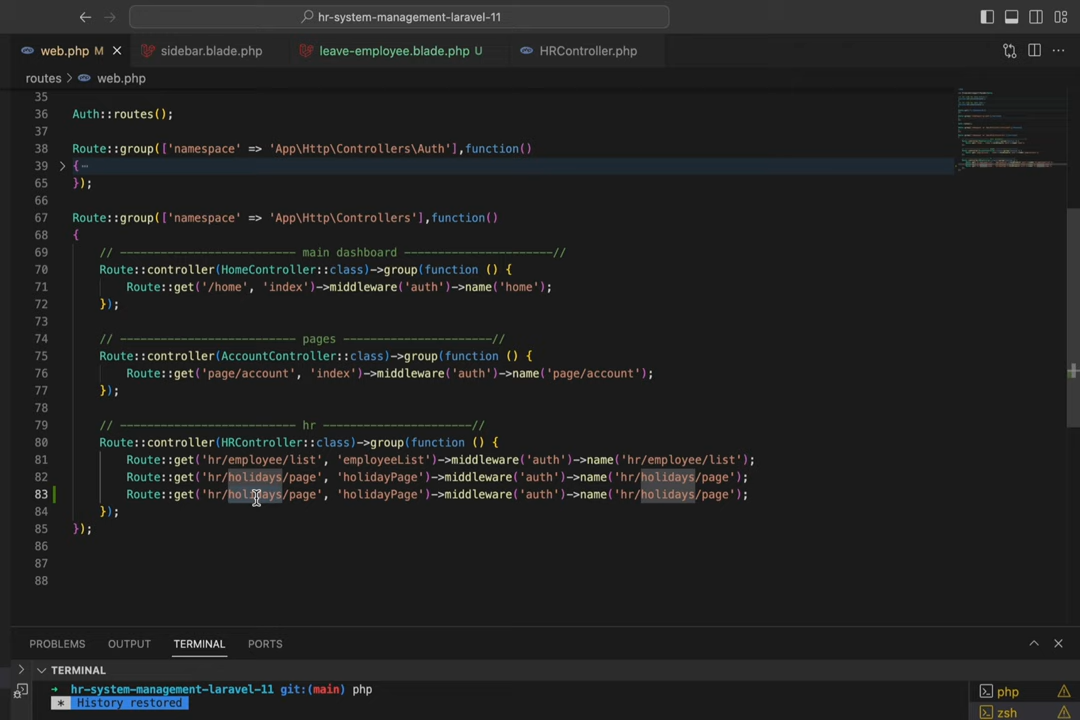 hr-system-management-laravel-11
web.php M
sidebar.blade.php
leave-employee.blade.php U
HRController.php
routes > web.php
35
36 Auth::routes();
37
38 Route::group(['namespace' => 'App\Http\Controllers\Auth'],function()
39 {
65 });
66
67 Route::group(['namespace' => 'App\Http\Controllers'],function()
68 {
69 // -------------------------- main dashboard ----------------------//
70 Route::controller(HomeController::class)->group(function () {
71 Route::get('/home', 'index')->middleware('auth')->name('home');
72 });
73
74 // -------------------------- pages ----------------------//
75 Route::controller(AccountController::class)->group(function () {
76 Route::get('page/account', 'index')->middleware('auth')->name('page/account');
77 });
78
79 // -------------------------- hr ----------------------//
80 Route::controller(HRController::class)->group(function () {
81 Route::get('hr/employee/list', 'employeeList')->middleware('auth')->name('hr/employee/list');
82 Route::get('hr/holidays/page', 'holidayPage')->middleware('auth')->name('hr/holidays/page');
83 Route::get('hr/holidays/page', 'holidayPage')->middleware('auth')->name('hr/holidays/page');
84 });
85 });
86
87
88
PROBLEMS OUTPUT TERMINAL PORTS
TERMINAL
hr-system-management-laravel-11 git:(main) php
* History restored
php
zsh